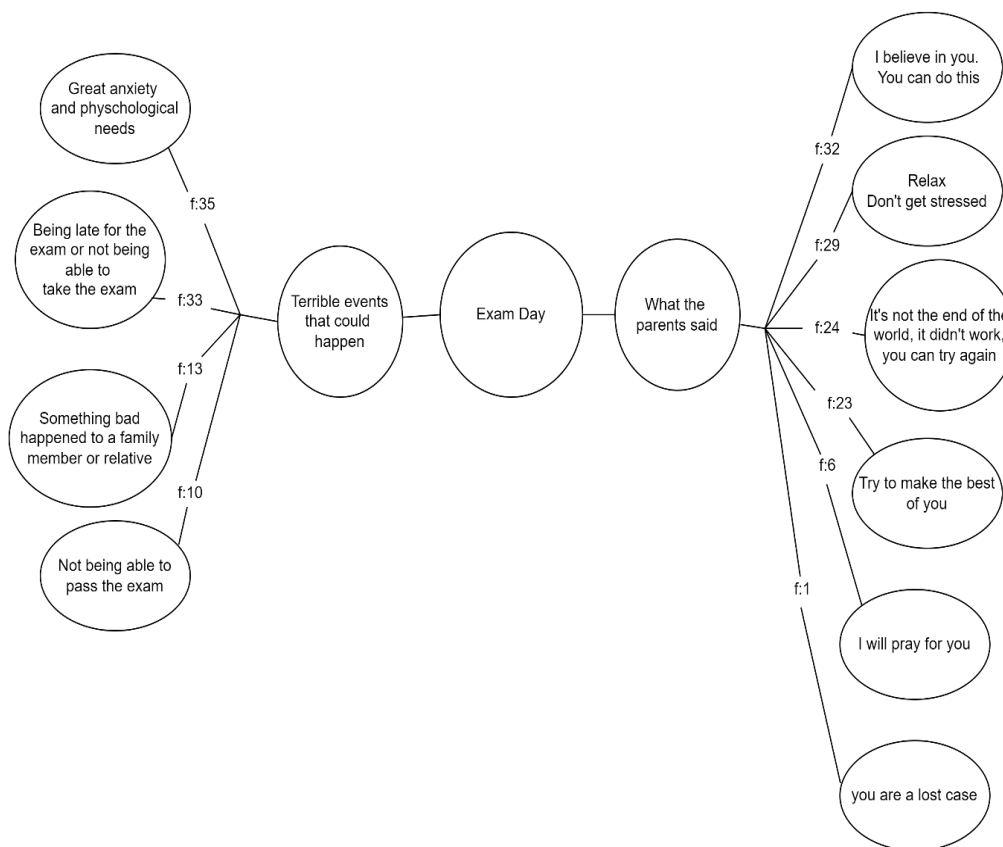 Great anxiety
and physchological
needs
f:35
Being late for the
exam or not being
able to
take the exam
f:33
Something bad
happened to a family
member or relative
f:13
Not being able to
pass the exam
f:10
Terrible events
that could
happen
Exam Day
What the
parents said
f:32
I believe in you.
You can do this
f:29
Relax
Don't get stressed
f:24
It's not the end of the
world, it didn't work,
you can try again
f:23
Try to make the best
of you
f:6
I will pray for you
f:1
you are a lost case